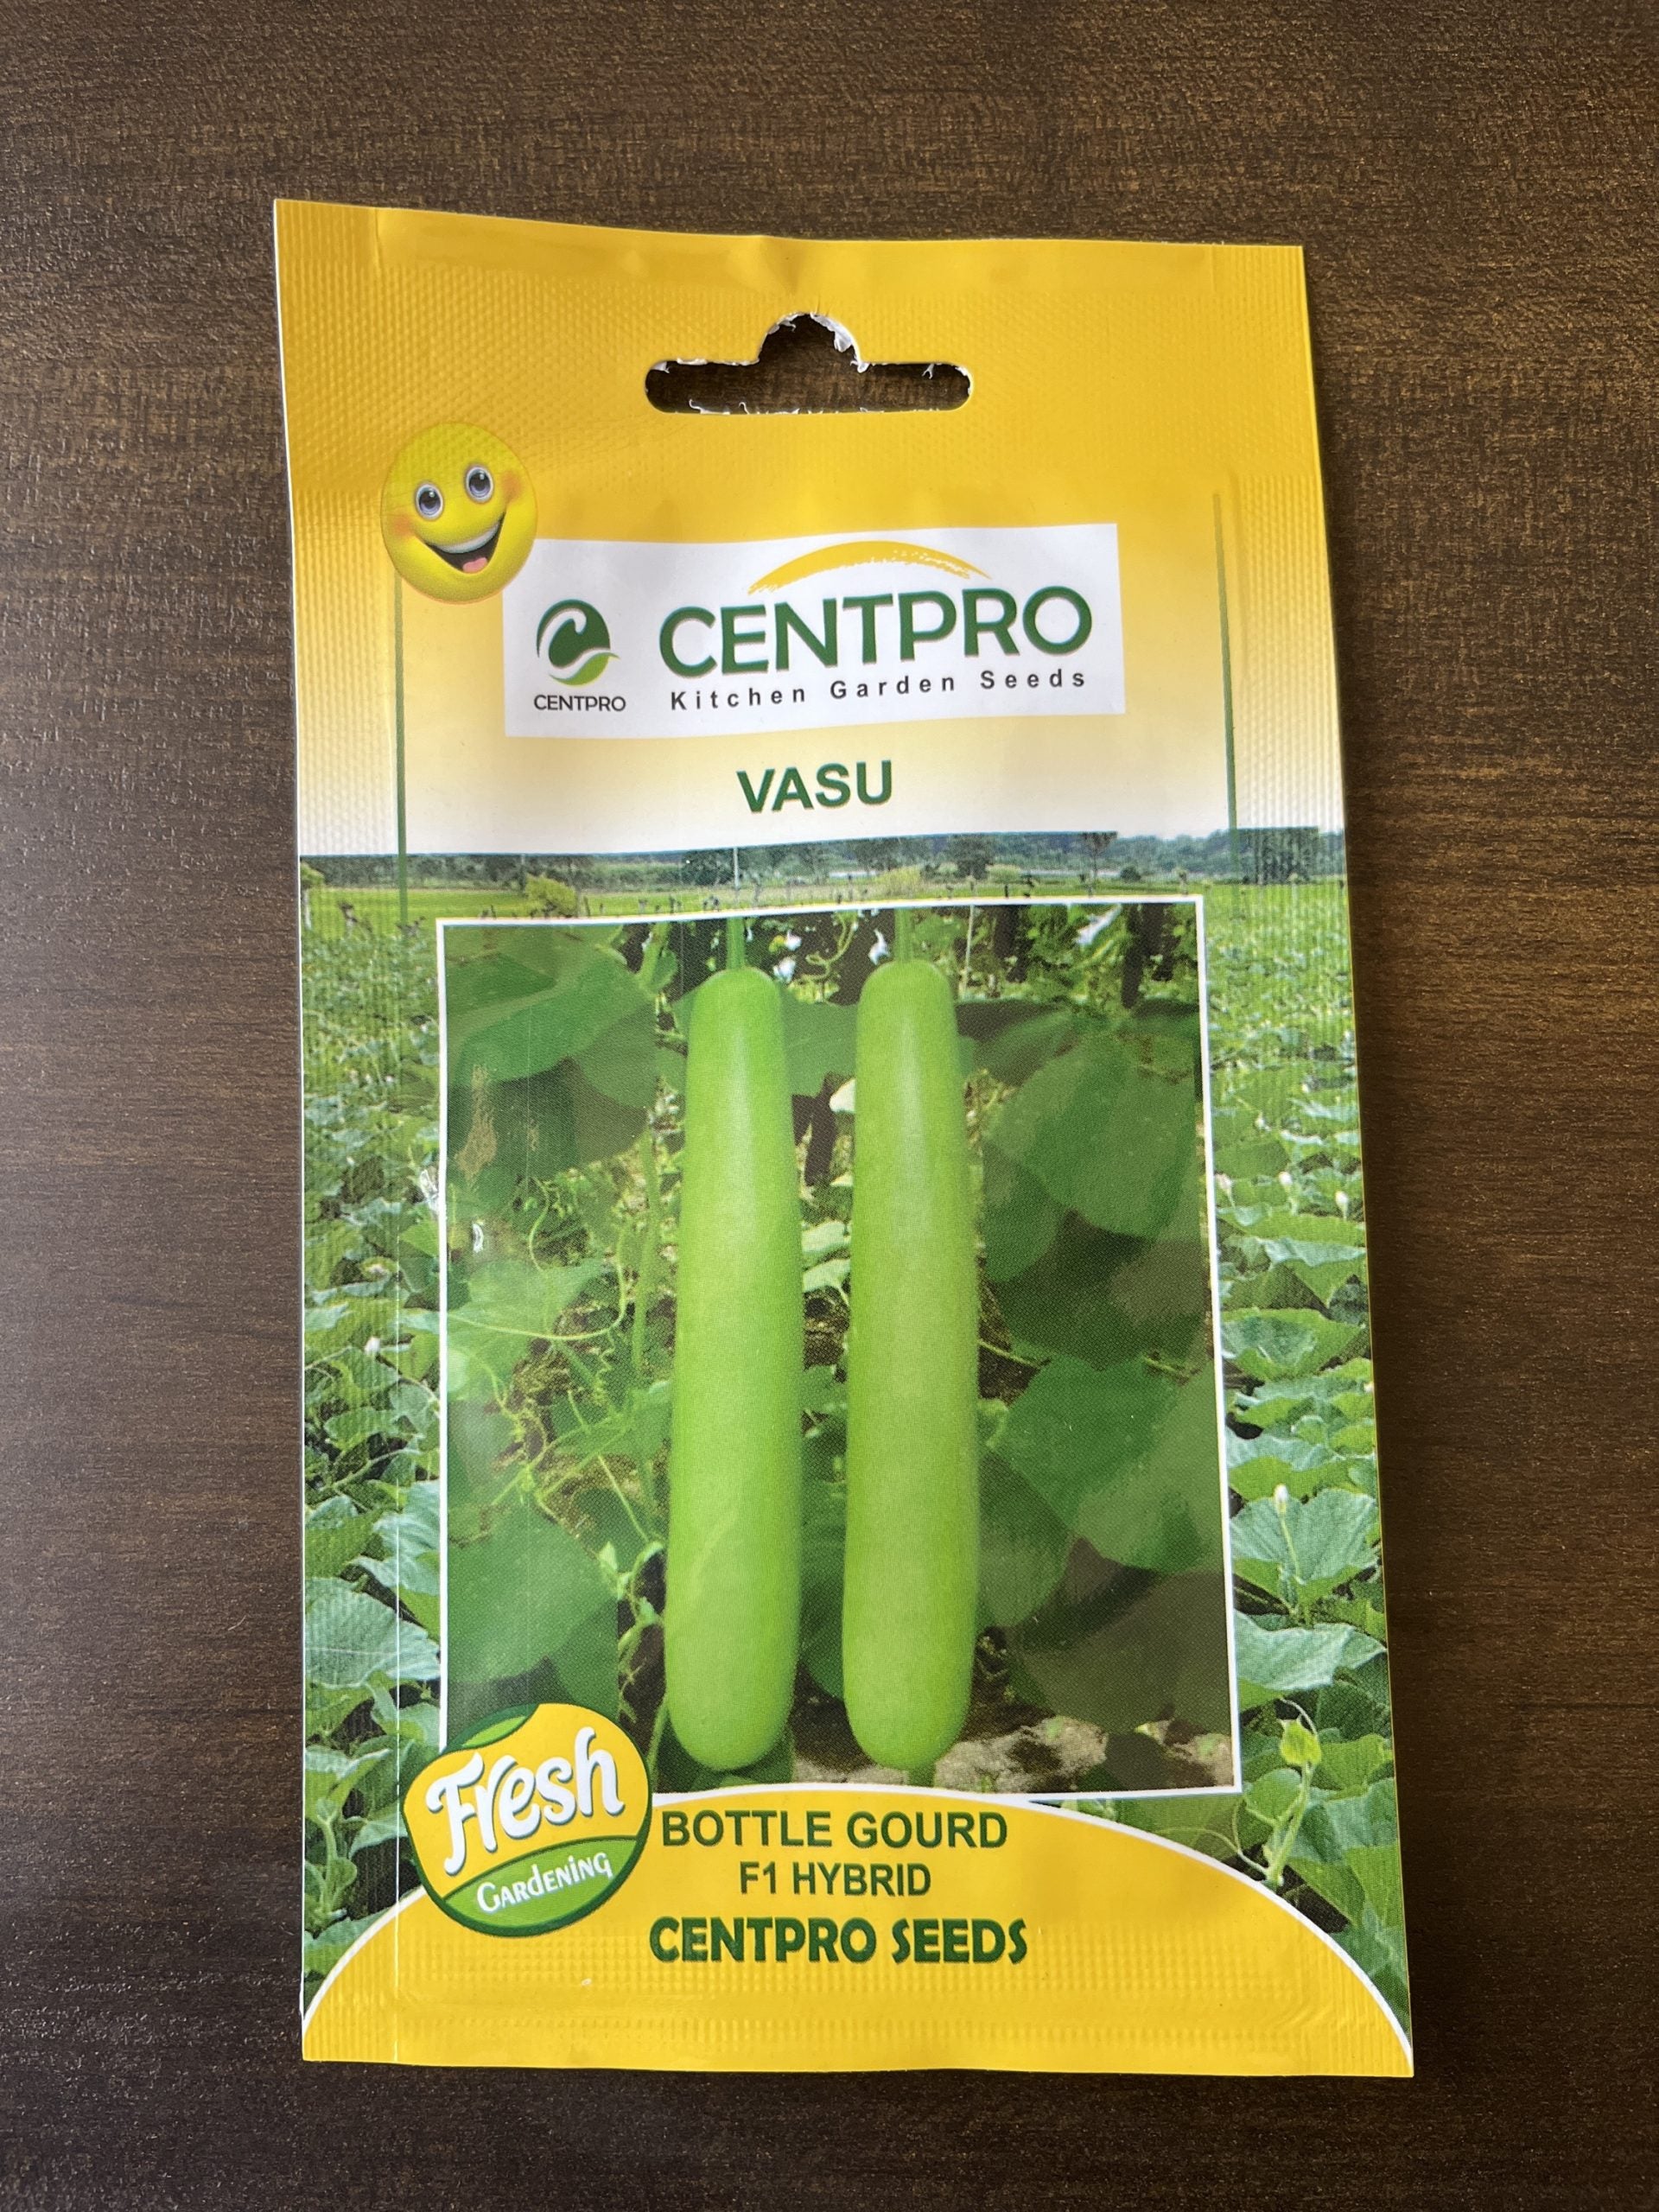 CENTPRO
CENTPRO
Kitchen Garden Seeds
VASU
Fresh
GARDENING
BOTTLE GOURD
F1 HYBRID
CENTPRO SEEDS